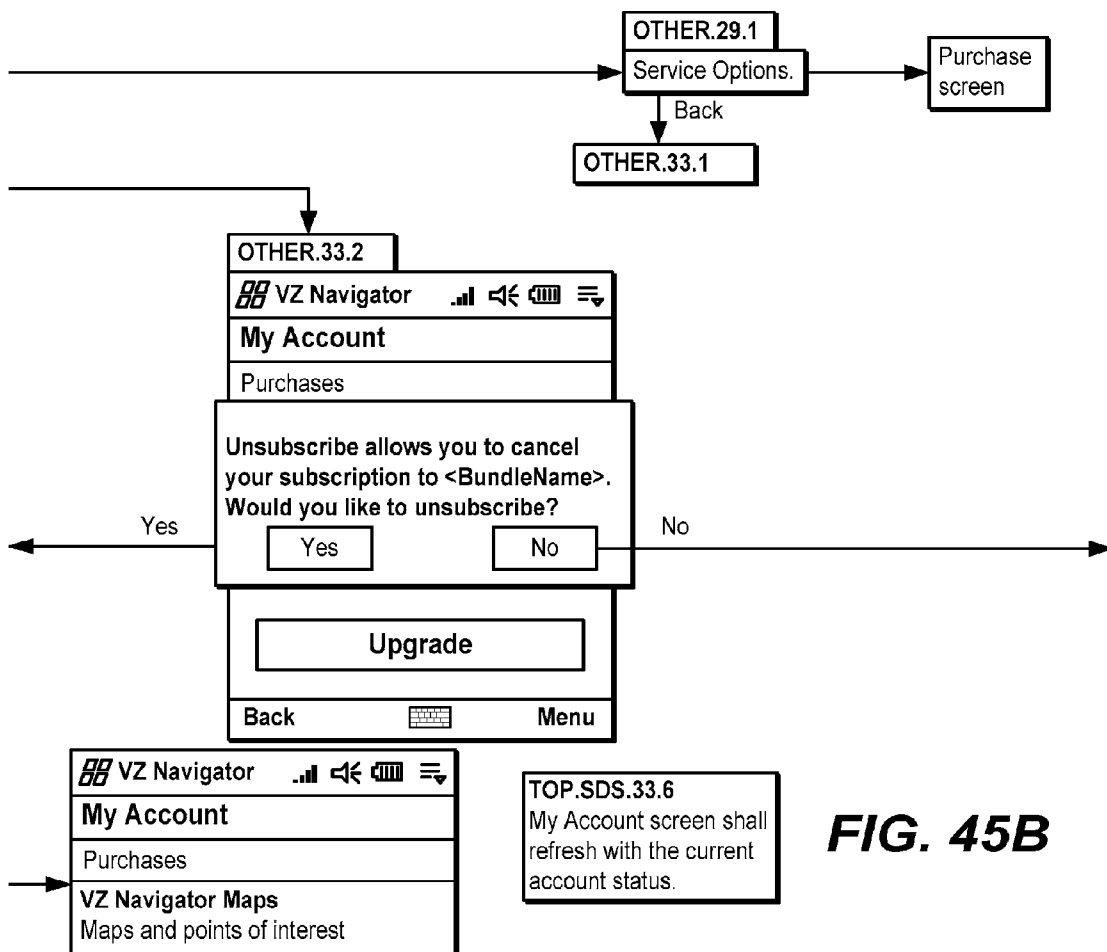 OTHER.29.1
Service Options.
Purchase
screen
Back
OTHER.33.1
OTHER.33.2
VZ Navigator
My Account
Purchases
Unsubscribe allows you to cancel
your subscription to <BundleName>.
Would you like to unsubscribe?
Yes
Yes
No
No
Upgrade
Back
Menu
VZ Navigator
My Account
Purchases
VZ Navigator Maps
Maps and points of interest
TOP.SDS.33.6
My Account screen shall
refresh with the current
account status.
FIG. 45B